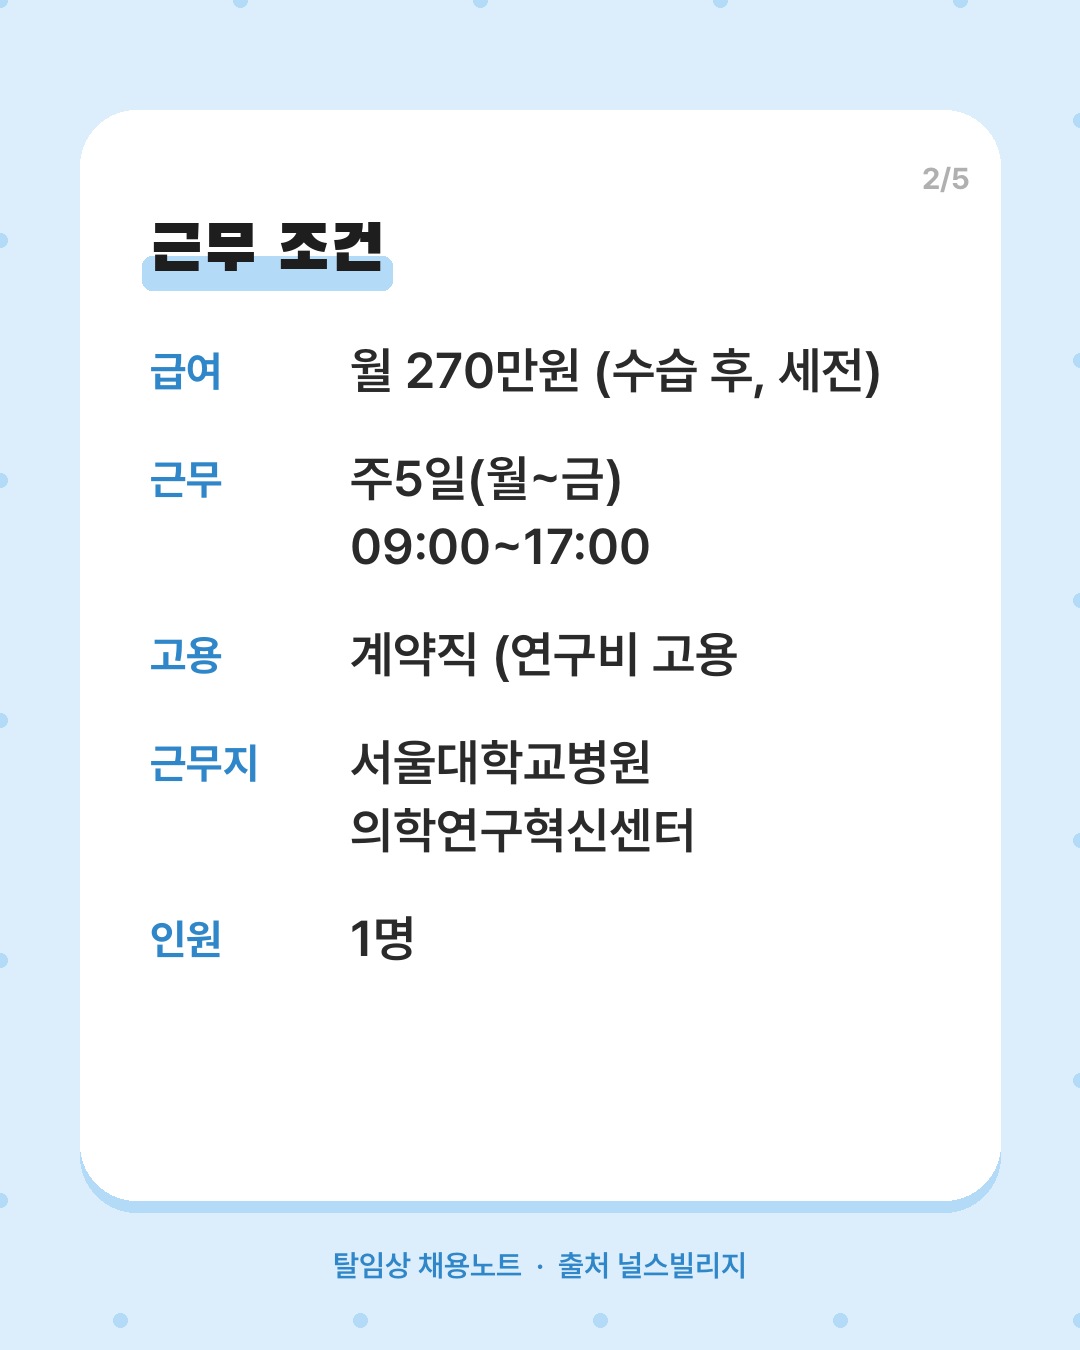 2/5
근무 조건
급여 월 270만원 (수습 후, 세전)
근무 주5일(월~금)
09:00~17:00
고용 계약직 (연구비 고용
근무지 서울대학교병원
의학연구혁신센터
인원 1명
탈임상 채용노트 · 출처 널스빌리지